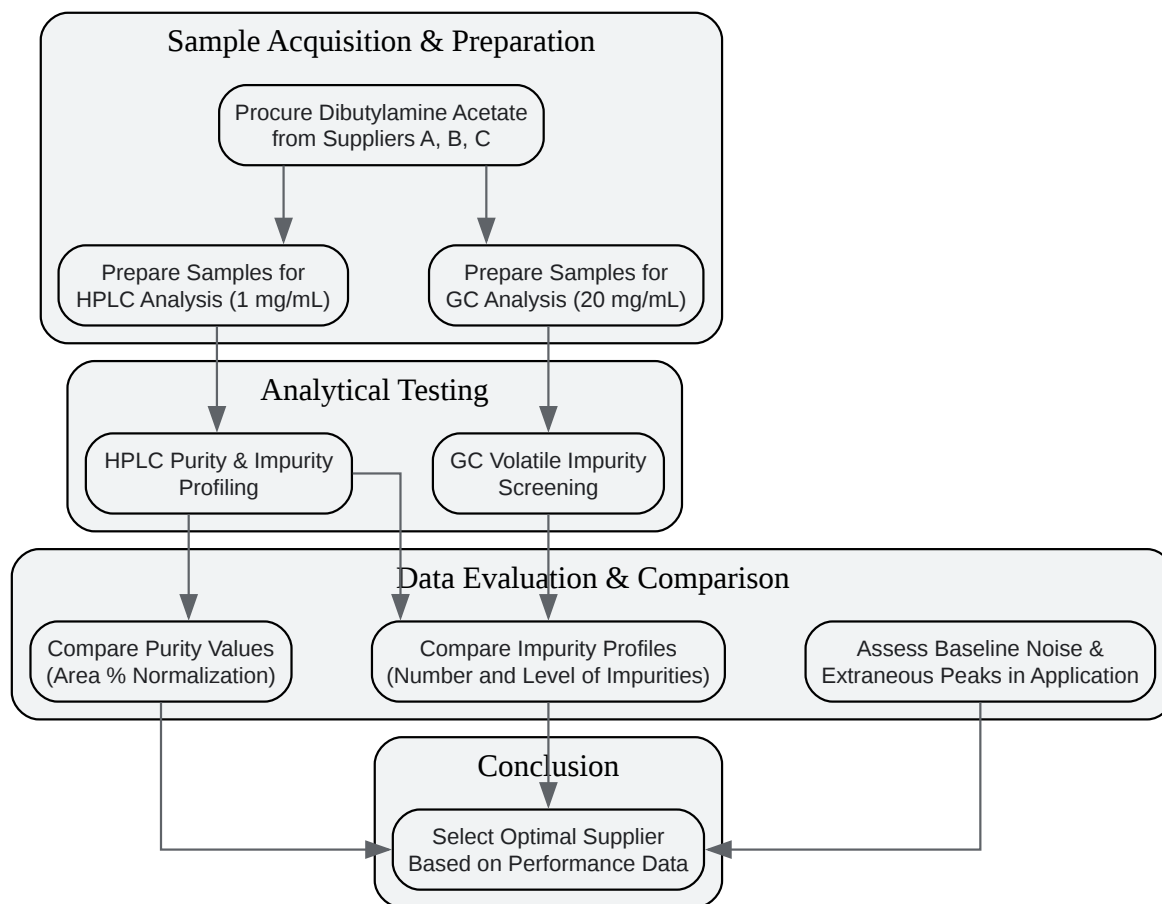 Sample Acquisition & Preparation
Procure Dibutylamine Acetate
from Suppliers A, B, C
Prepare Samples for
HPLC Analysis (1 mg/mL)
Prepare Samples for
GC Analysis (20 mg/mL)
Analytical Testing
HPLC Purity & Impurity
Profiling
GC Volatile Impurity
Screening
Data Evaluation & Comparison
Compare Purity Values
(Area % Normalization)
Compare Impurity Profiles
(Number and Level of Impurities)
Assess Baseline Noise &
Extraneous Peaks in Application
Conclusion
Select Optimal Supplier
Based on Performance Data